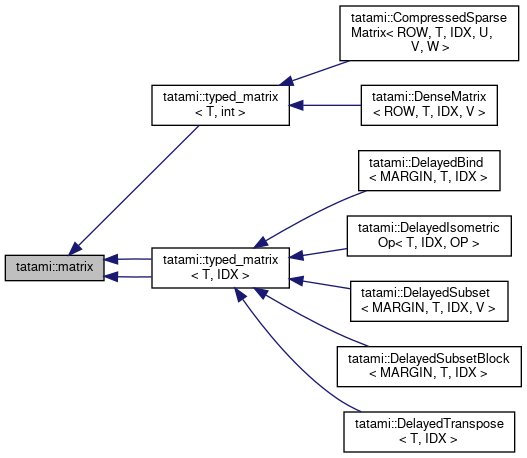 tatami::CompressedSparse
Matrix< ROW, T, IDX, U,
V, W >
tatami::typed_matrix
< T, int >
tatami::DenseMatrix
< ROW, T, IDX, V >
tatami::DelayedBind
< MARGIN, T, IDX >
tatami::DelayedIsometric
Op< T, IDX, OP >
tatami::matrix
tatami::typed_matrix
< T, IDX >
tatami::DelayedSubset
< MARGIN, T, IDX, V >
tatami::DelayedSubsetBlock
< MARGIN, T, IDX >
tatami::DelayedTranspose
< T, IDX >